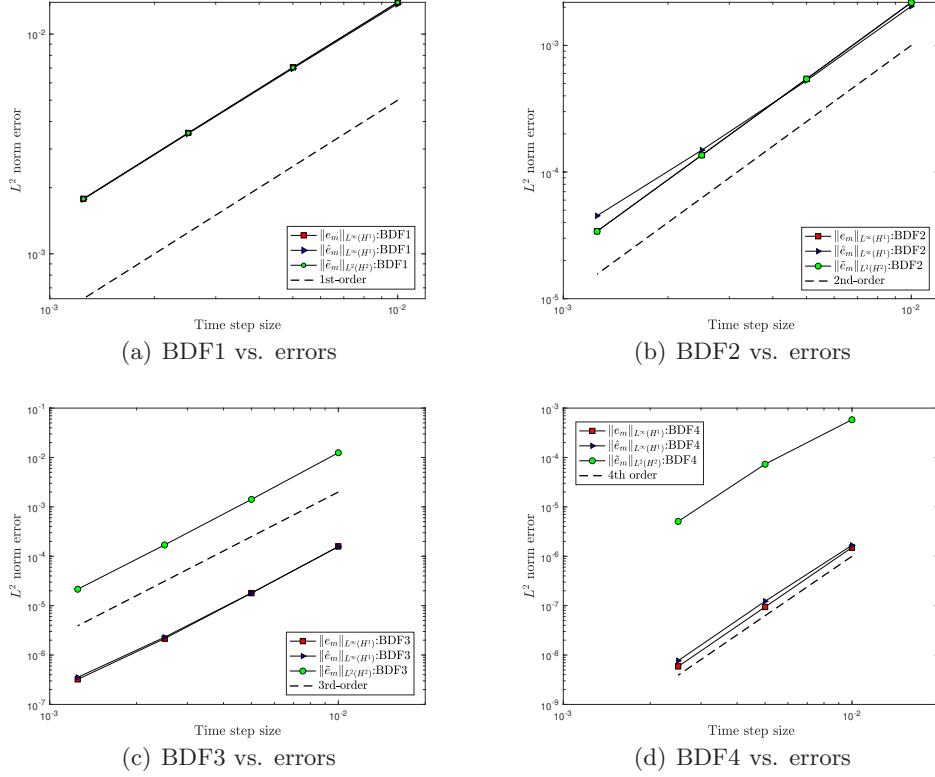 10^{-2}
10^{-3}
L^2 norm error
‖e_m‖_{L^∞(H^1)}:BDF1
‖ê_m‖_{L^∞(H^1)}:BDF1
‖ẽ_m‖_{L^2(H^2)}:BDF1
1st-order
10^{-3}
10^{-2}
Time step size
(a) BDF1 vs. errors
10^{-3}
10^{-4}
10^{-5}
L^2 norm error
‖e_m‖_{L^∞(H^1)}:BDF2
‖ê_m‖_{L^∞(H^1)}:BDF2
‖ẽ_m‖_{L^2(H^2)}:BDF2
2nd-order
10^{-3}
10^{-2}
Time step size
(b) BDF2 vs. errors
10^{-1}
10^{-2}
10^{-3}
10^{-4}
10^{-5}
10^{-6}
10^{-7}
L^2 norm error
‖e_m‖_{L^∞(H^1)}:BDF3
‖ê_m‖_{L^∞(H^1)}:BDF3
‖ẽ_m‖_{L^2(H^2)}:BDF3
3rd-order
10^{-3}
10^{-2}
Time step size
(c) BDF3 vs. errors
10^{-3}
10^{-4}
10^{-5}
10^{-6}
10^{-7}
10^{-8}
10^{-9}
L^2 norm error
‖e_m‖_{L^∞(H^1)}:BDF4
‖ê_m‖_{L^∞(H^1)}:BDF4
‖ẽ_m‖_{L^2(H^2)}:BDF4
4th order
10^{-3}
10^{-2}
Time step size
(d) BDF4 vs. errors